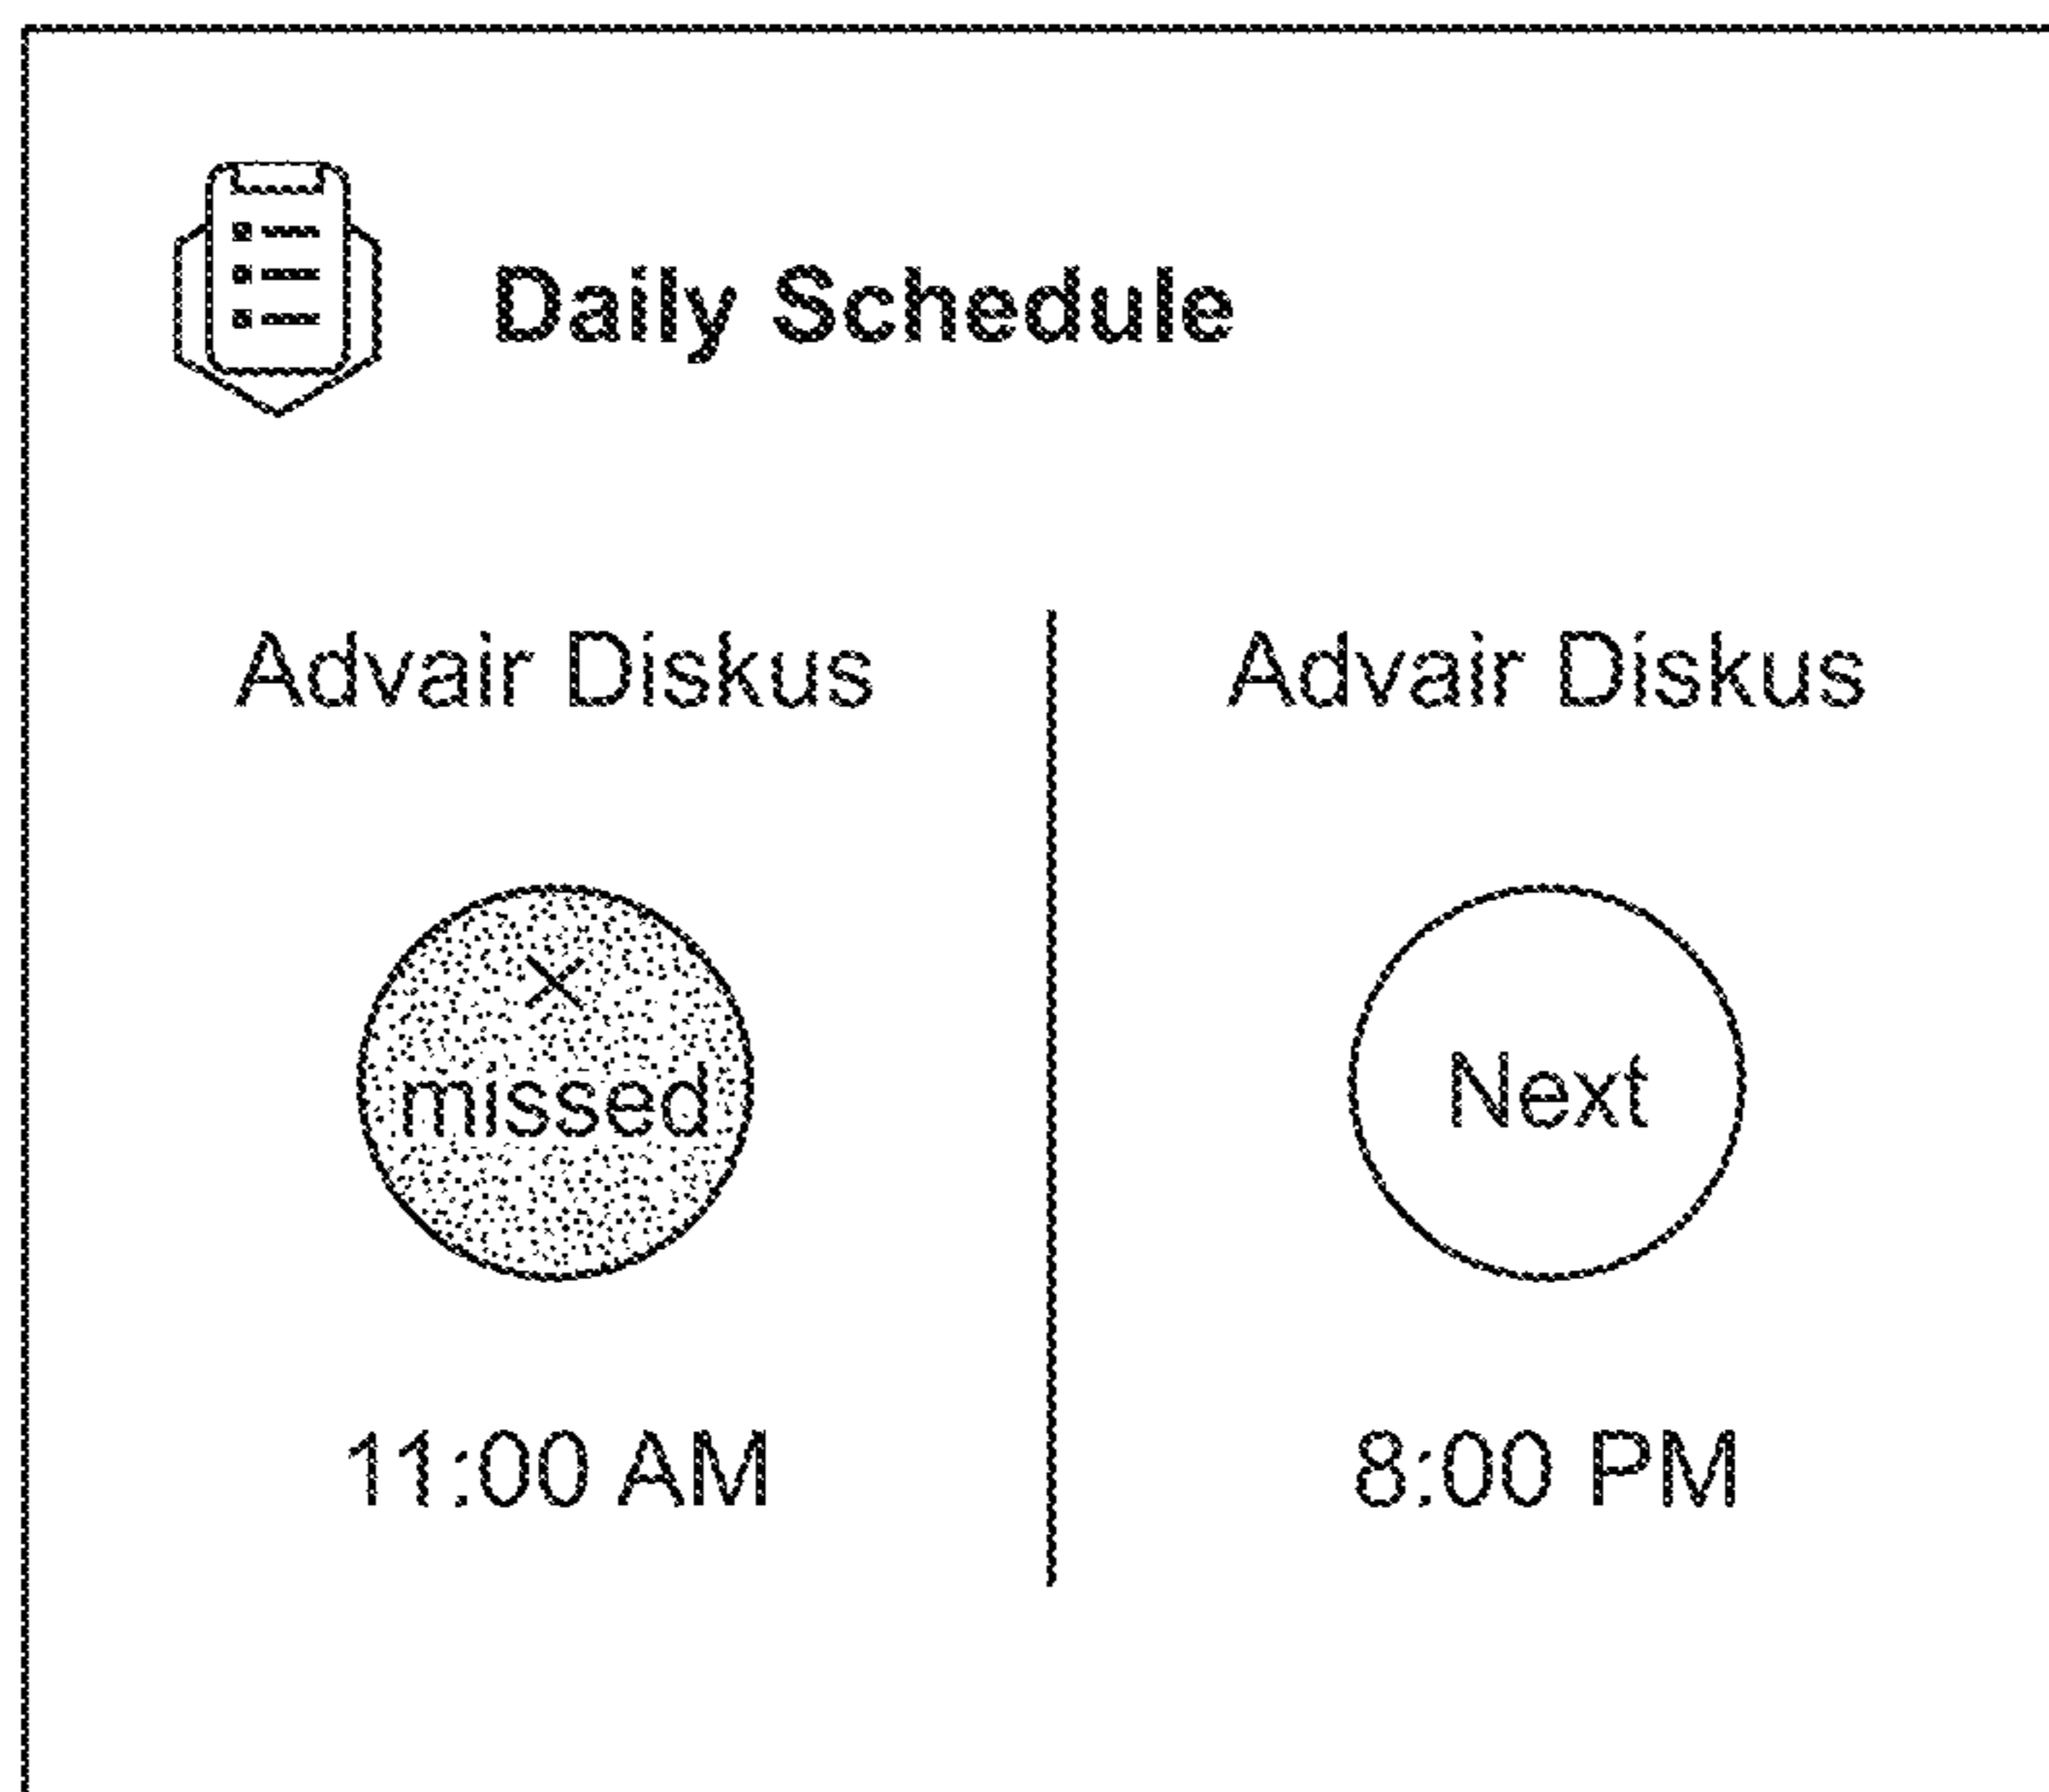 Daily Schedule
Advair Diskus
missed
11:00 AM
Advair Diskus
Next
8:00 PM